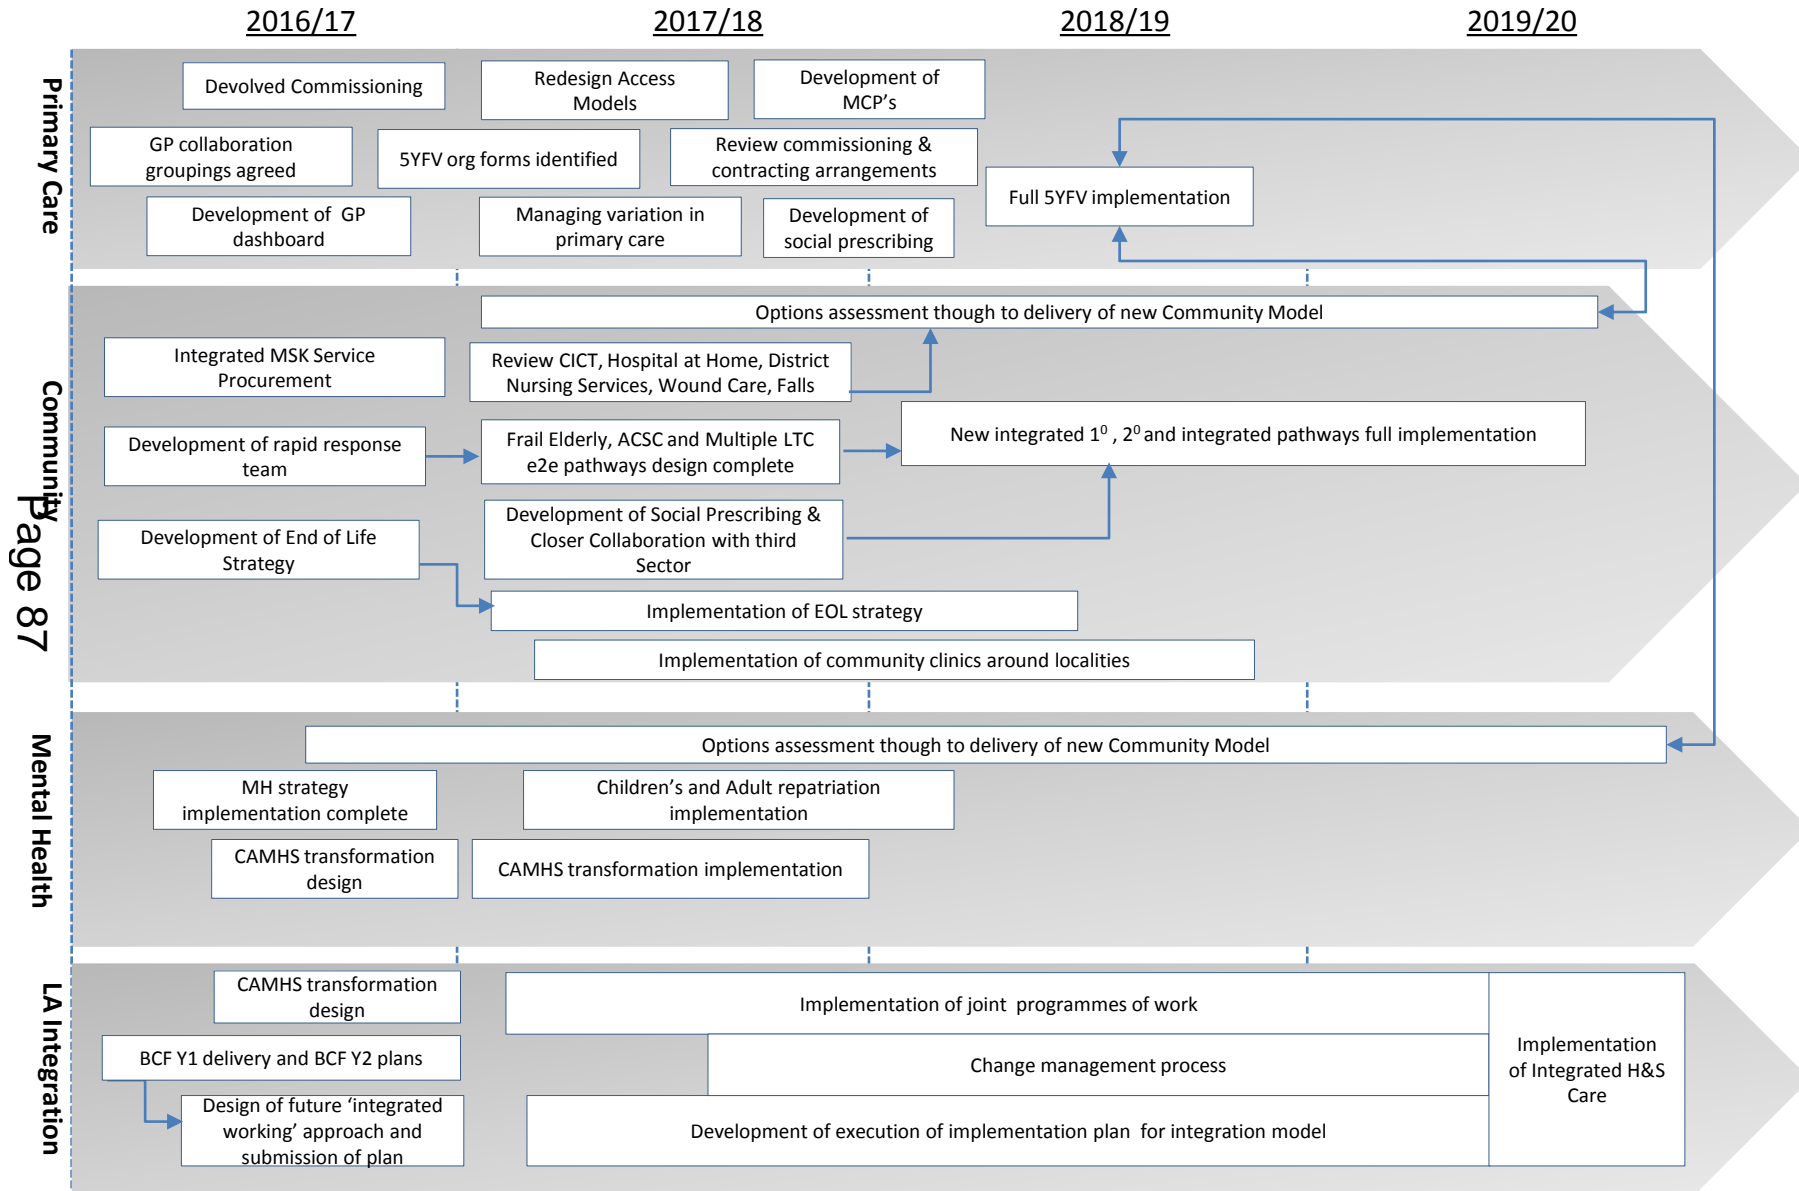 2016/17
2017/18
2018/19
2019/20
Primary Care
Devolved Commissioning
Redesign Access
Models
Development of
MCP's
GP collaboration
groupings agreed
5YFV org forms identified
Review commissioning &
contracting arrangements
Full 5YFV implementation
Development of GP
dashboard
Managing variation in
primary care
Development of
social prescribing
Community
Options assessment though to delivery of new Community Model
Integrated MSK Service
Procurement
Review CICT, Hospital at Home, District
Nursing Services, Wound Care, Falls
Development of rapid response
team
Frail Elderly, ACSC and Multiple LTC
e2e pathways design complete
New integrated 1⁰ , 2⁰ and integrated pathways full implementation
Development of End of Life
Strategy
Development of Social Prescribing &
Closer Collaboration with third
Sector
Implementation of EOL strategy
Implementation of community clinics around localities
Page 87
Mental Health
Options assessment though to delivery of new Community Model
MH strategy
implementation complete
Children's and Adult repatriation
implementation
CAMHS transformation
design
CAMHS transformation implementation
LA Integration
CAMHS transformation
design
Implementation of joint programmes of work
BCF Y1 delivery and BCF Y2 plans
Change management process
Implementation
of Integrated H&S
Care
Design of future 'integrated
working' approach and
submission of plan
Development of execution of implementation plan for integration model